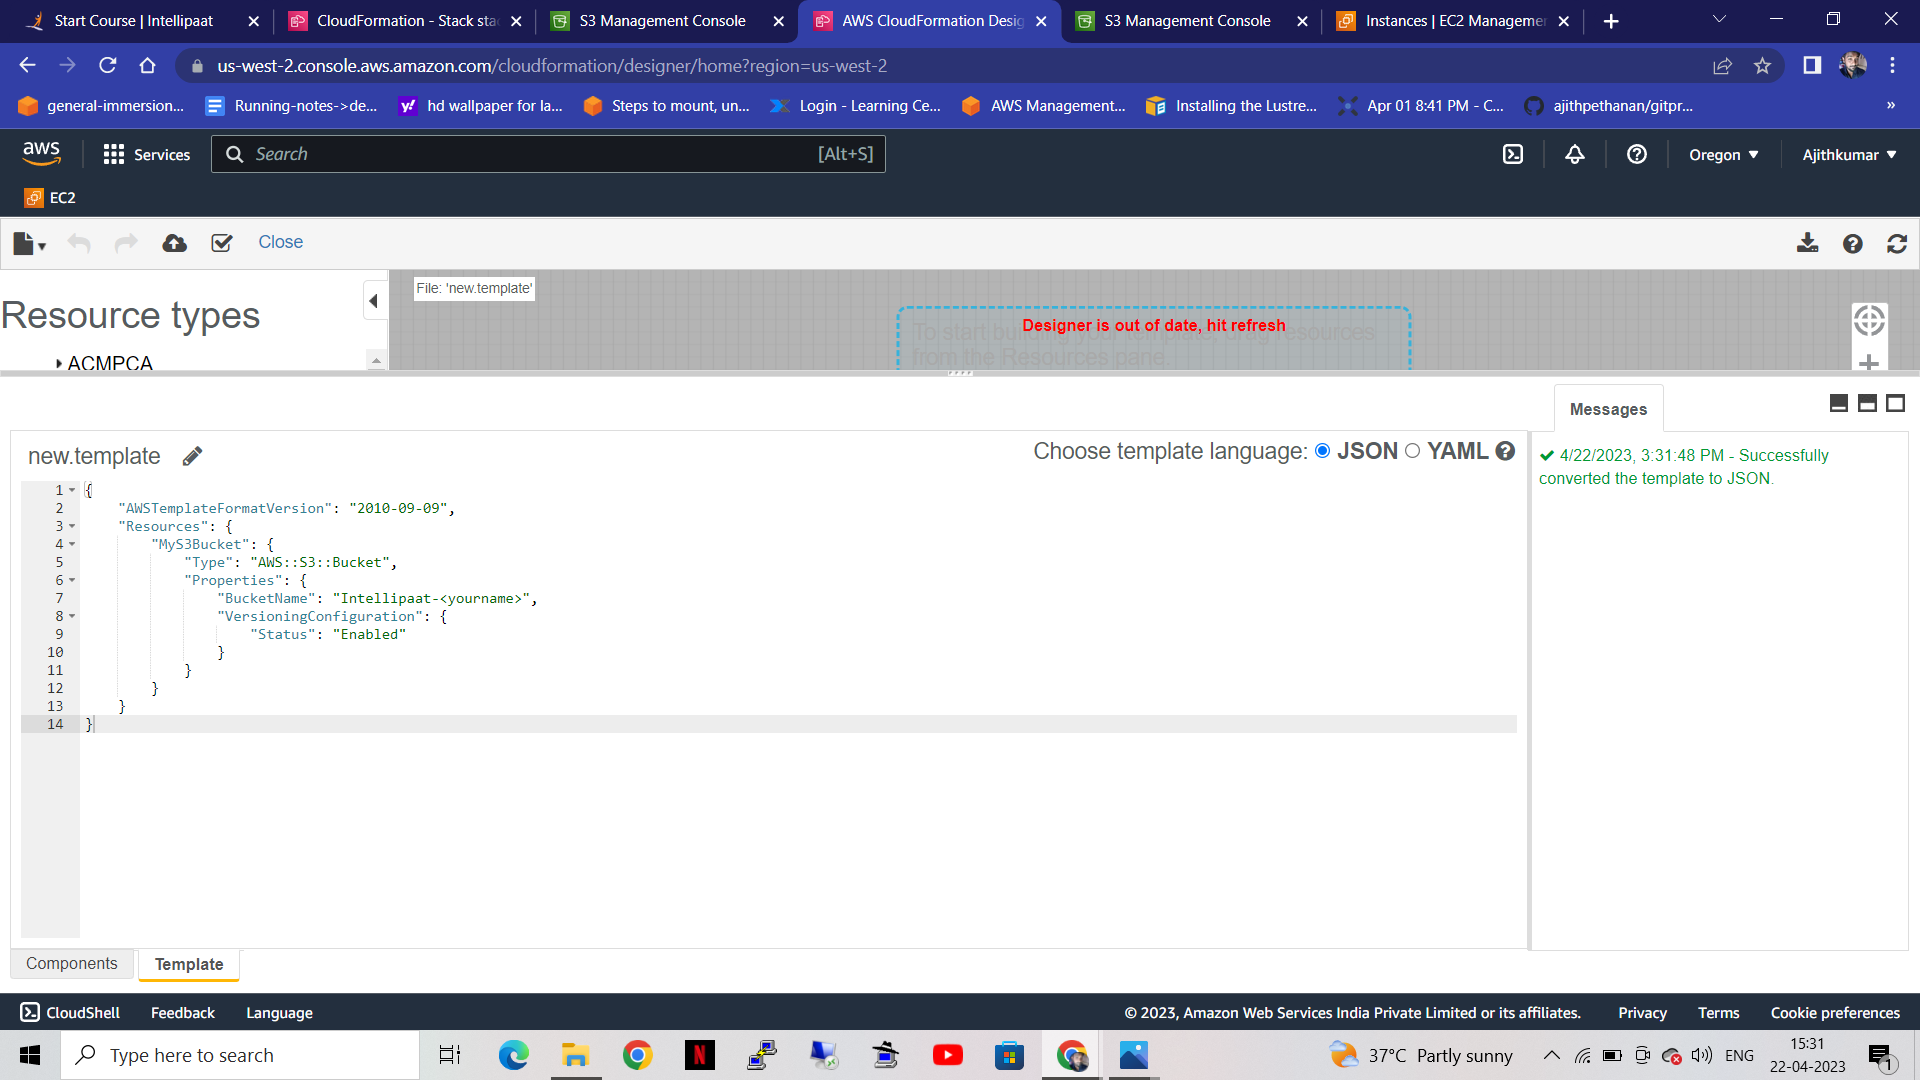 Start Course | Intellipaat
CloudFormation - Stack sta
S3 Management Console
AWS CloudFormation Desig
S3 Management Console
Instances | EC2 Managemen
us-west-2.console.aws.amazon.com/cloudformation/designer/home?region=us-west-2
general-immersion...
Running-notes->de...
hd wallpaper for la...
Steps to mount, un...
Login - Learning Ce...
AWS Management...
Installing the Lustre...
Apr 01 8:41 PM - C...
ajithpethanan/gitpr...
»
aws
Services
Search
[Alt+S]
Oregon
Ajithkumar
EC2
Close
Resource types
ACMPCA
File: 'new.template'
Designer is out of date, hit refresh
To start building your template, drag resources
from the Resources pane.
Messages
new.template
Choose template language: JSON YAML
4/22/2023, 3:31:48 PM - Successfully
converted the template to JSON.
1 {
2 "AWSTemplateFormatVersion": "2010-09-09",
3 "Resources": {
4 "MyS3Bucket": {
5 "Type": "AWS::S3::Bucket",
6 "Properties": {
7 "BucketName": "Intellipaat-<yourname>",
8 "VersioningConfiguration": {
9 "Status": "Enabled"
10 }
11 }
12 }
13 }
14 }
Components
Template
CloudShell
Feedback
Language
© 2023, Amazon Web Services India Private Limited or its affiliates.
Privacy
Terms
Cookie preferences
Type here to search
37°C Partly sunny
ENG
15:31
22-04-2023
1